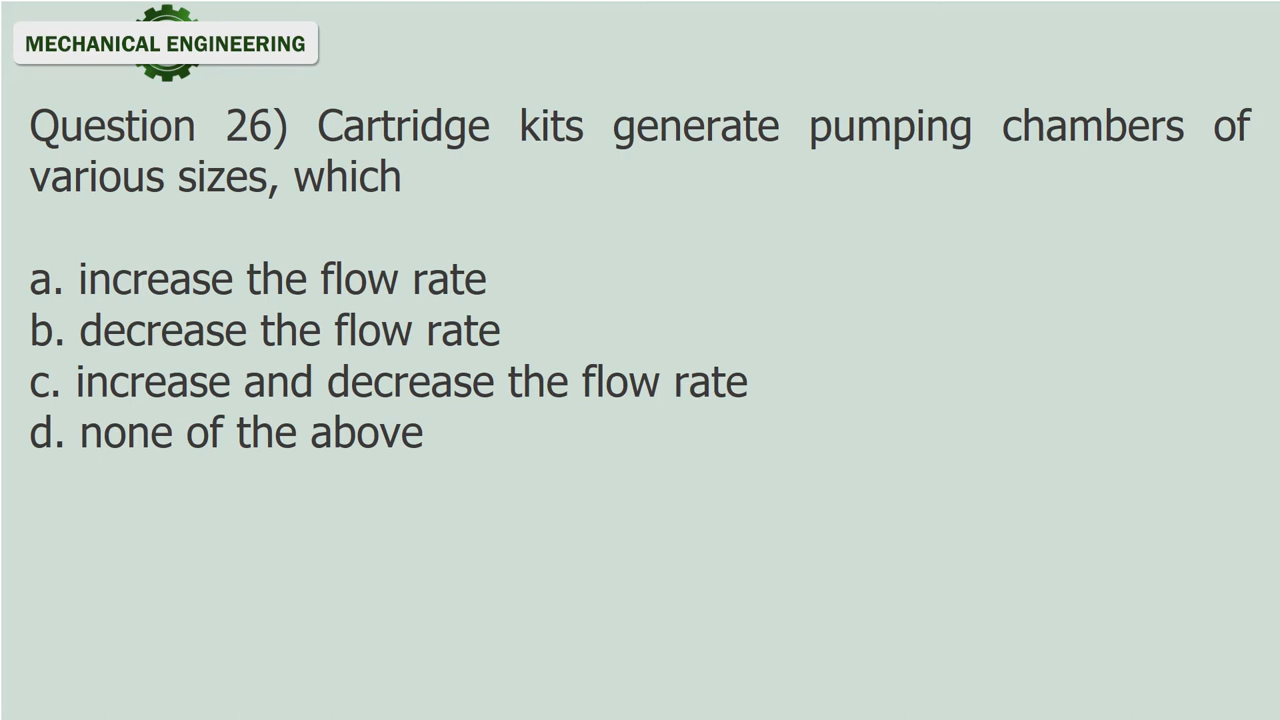 MECHANICAL ENGINEERING
Question 26) Cartridge kits generate pumping chambers of
various sizes, which
a. increase the flow rate
b. decrease the flow rate
c. increase and decrease the flow rate
d. none of the above